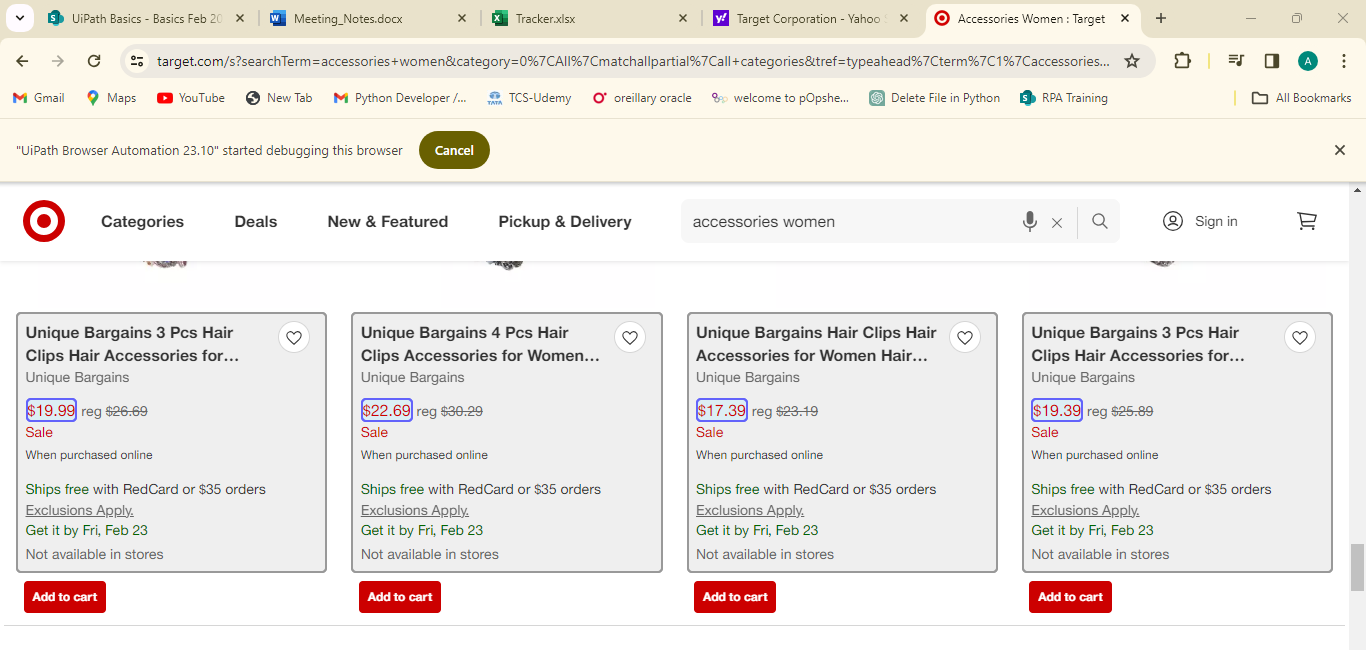 UiPath Basics - Basics Feb 20
Meeting_Notes.docx
Tracker.xlsx
Target Corporation - Yahoo
Accessories Women : Target
target.com/s?searchTerm=accessories+women&category=0%7CAll%7Cmatchallpartial%7Call+categories&tref=typeahead%7Cterm%7C1%7Caccessories...
A
Gmail
Maps
YouTube
New Tab
Python Developer /...
TCS-Udemy
oreillary oracle
welcome to pOpshe...
Delete File in Python
RPA Training
All Bookmarks
"UiPath Browser Automation 23.10" started debugging this browser
Cancel
Categories
Deals
New & Featured
Pickup & Delivery
accessories women
Sign in
Unique Bargains 3 Pcs Hair
Clips Hair Accessories for...
Unique Bargains
$19.99 reg $26.69
Sale
When purchased online
Ships free with RedCard or $35 orders
Exclusions Apply.
Get it by Fri, Feb 23
Not available in stores
Add to cart
Unique Bargains 4 Pcs Hair
Clips Accessories for Women...
Unique Bargains
$22.69 reg $30.29
Sale
When purchased online
Ships free with RedCard or $35 orders
Exclusions Apply.
Get it by Fri, Feb 23
Not available in stores
Add to cart
Unique Bargains Hair Clips Hair
Accessories for Women Hair...
Unique Bargains
$17.39 reg $23.19
Sale
When purchased online
Ships free with RedCard or $35 orders
Exclusions Apply.
Get it by Fri, Feb 23
Not available in stores
Add to cart
Unique Bargains 3 Pcs Hair
Clips Hair Accessories for...
Unique Bargains
$19.39 reg $25.89
Sale
When purchased online
Ships free with RedCard or $35 orders
Exclusions Apply.
Get it by Fri, Feb 23
Not available in stores
Add to cart